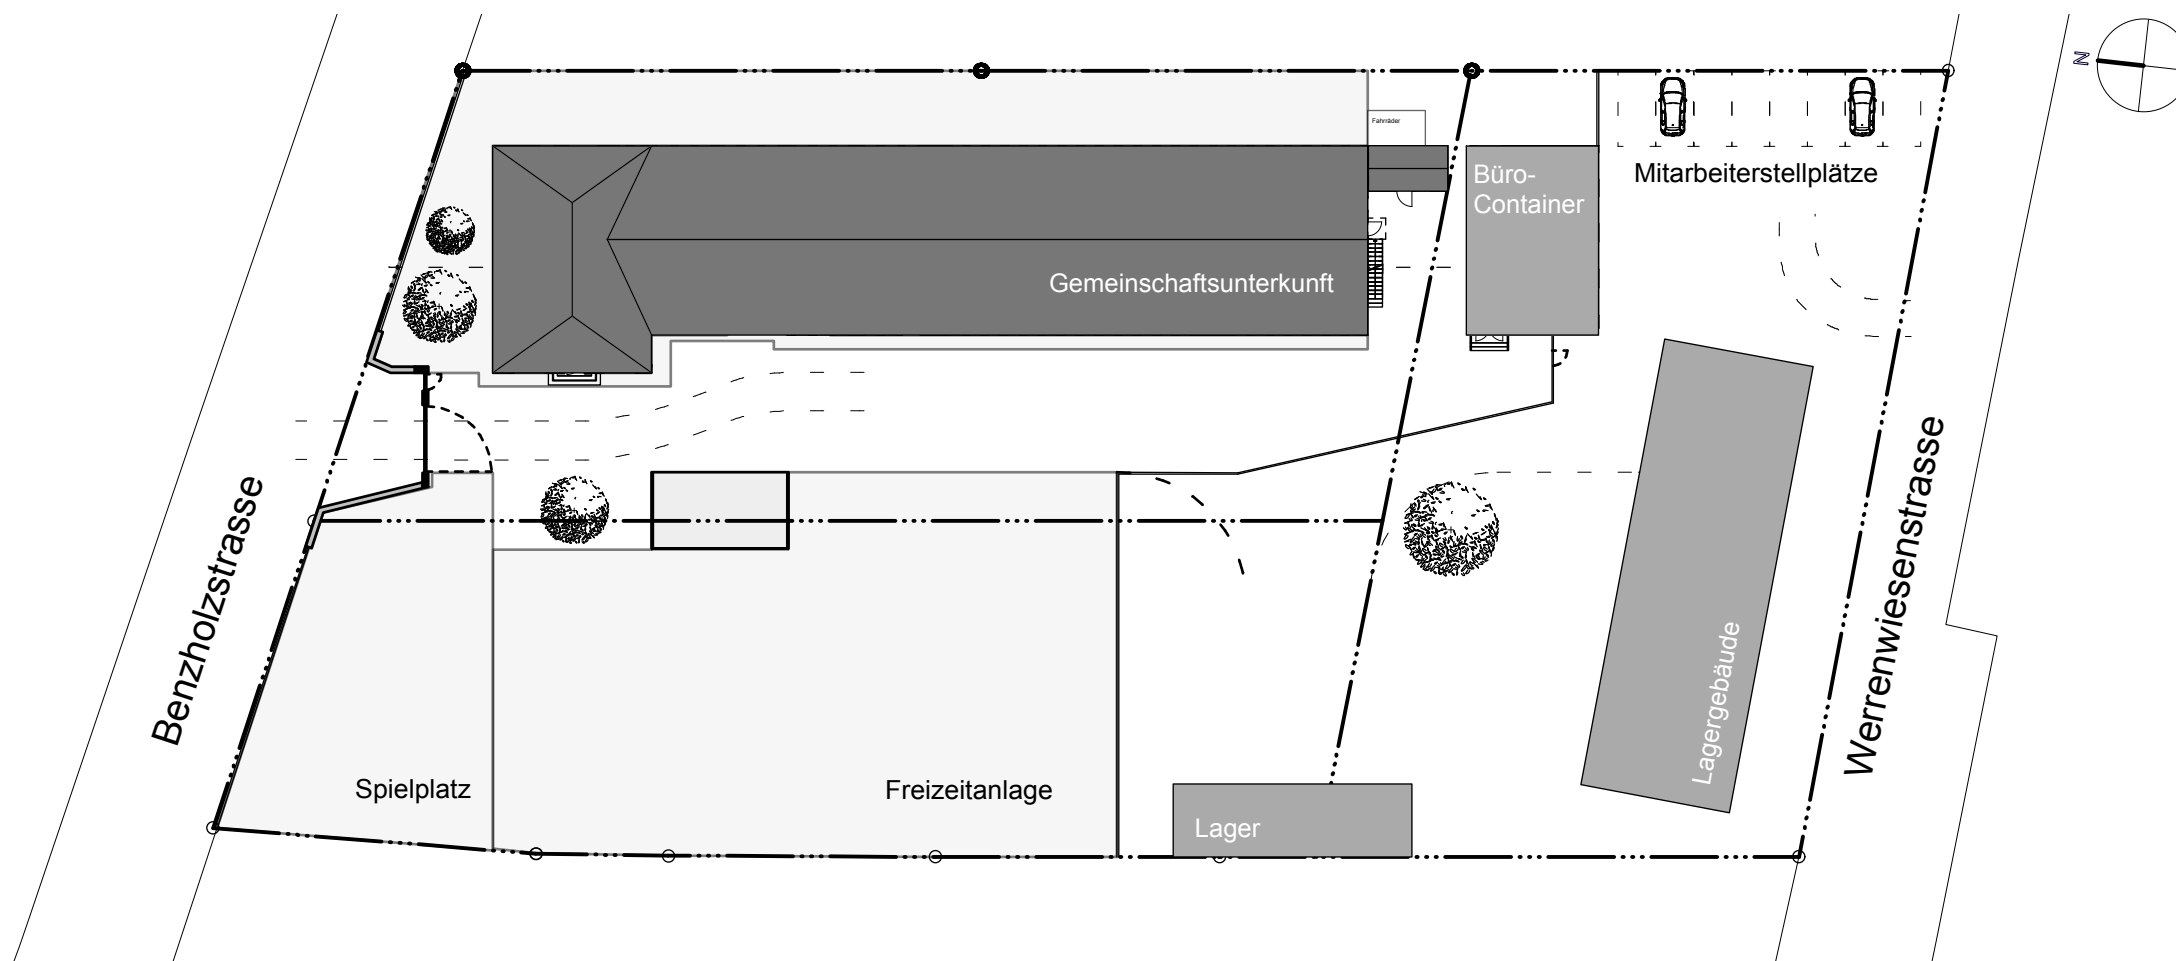 N
Fahrräder
Büro-
Container
Mitarbeiterstellplätze
Gemeinschaftsunterkunft
Benzholzstrasse
Werrenwiesenstrasse
Lagergebäude
Spielplatz
Freizeitanlage
Lager